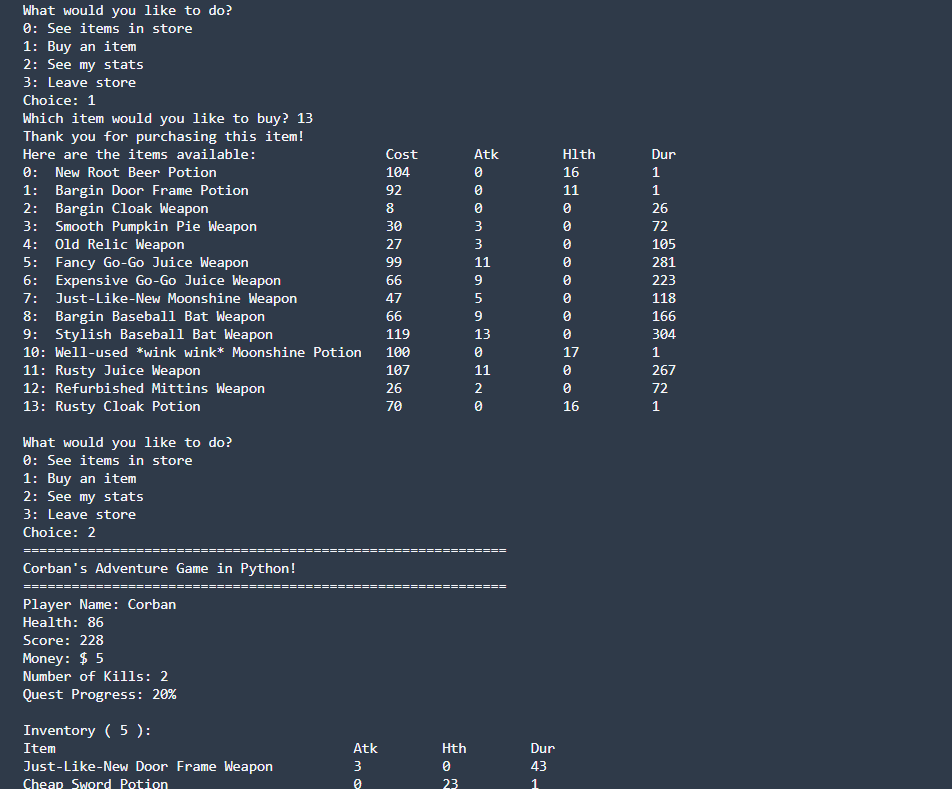 What would you like to do?
0: See items in store
1: Buy an item
2: See my stats
3: Leave store
Choice: 1
Which item would you like to buy? 13
Thank you for purchasing this item!
Here are the items available: Cost Atk Hlth Dur
0: New Root Beer Potion 104 0 16 1
1: Bargin Door Frame Potion 92 0 11 1
2: Bargin Cloak Weapon 8 0 0 26
3: Smooth Pumpkin Pie Weapon 30 3 0 72
4: Old Relic Weapon 27 3 0 105
5: Fancy Go-Go Juice Weapon 99 11 0 281
6: Expensive Go-Go Juice Weapon 66 9 0 223
7: Just-Like-New Moonshine Weapon 47 5 0 118
8: Bargin Baseball Bat Weapon 66 9 0 166
9: Stylish Baseball Bat Weapon 119 13 0 304
10: Well-used *wink wink* Moonshine Potion 100 0 17 1
11: Rusty Juice Weapon 107 11 0 267
12: Refurbished Mittins Weapon 26 2 0 72
13: Rusty Cloak Potion 70 0 16 1
What would you like to do?
0: See items in store
1: Buy an item
2: See my stats
3: Leave store
Choice: 2
============================================================
Corban's Adventure Game in Python!
============================================================
Player Name: Corban
Health: 86
Score: 228
Money: $ 5
Number of Kills: 2
Quest Progress: 20%
Inventory ( 5 ):
Item Atk Hth Dur
Just-Like-New Door Frame Weapon 3 0 43
Cheap Sword Potion 0 23 1